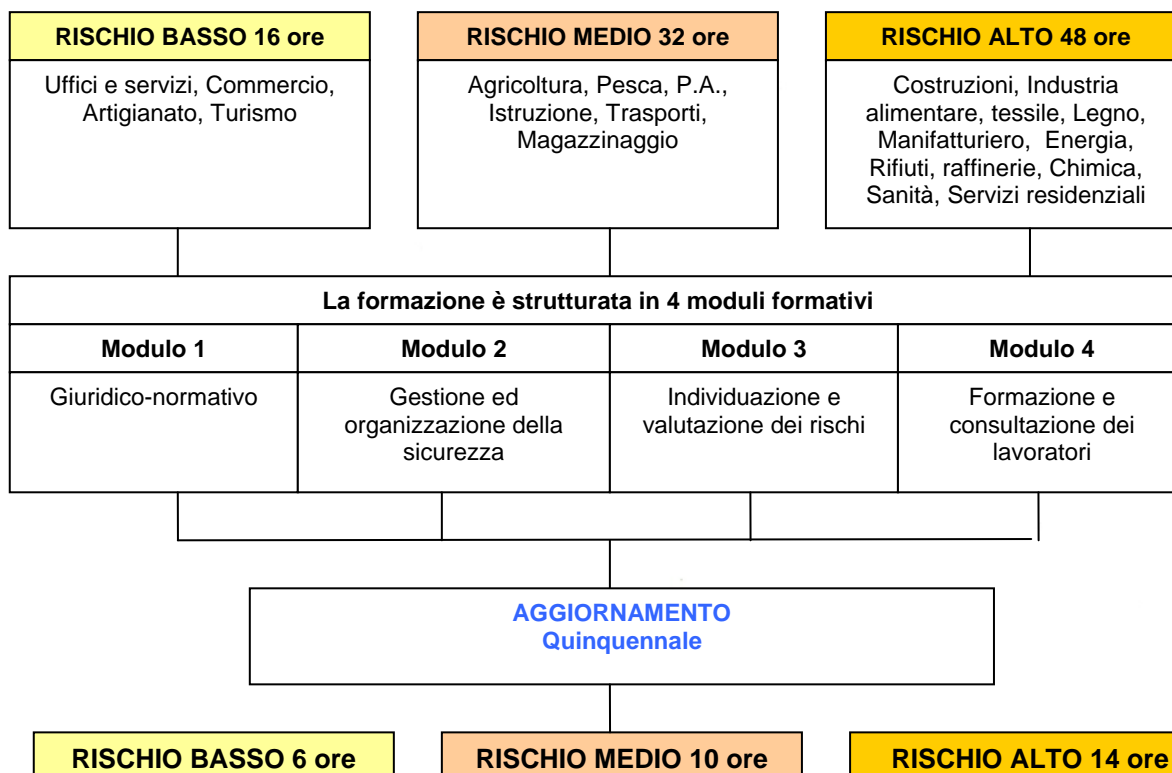 RISCHIO BASSO 16 ore
Uffici e servizi, Commercio,
Artigianato, Turismo
RISCHIO MEDIO 32 ore
Agricoltura, Pesca, P.A.,
Istruzione, Trasporti,
Magazzinaggio
RISCHIO ALTO 48 ore
Costruzioni, Industria
alimentare, tessile, Legno,
Manifatturiero, Energia,
Rifiuti, raffinerie, Chimica,
Sanità, Servizi residenziali
La formazione è strutturata in 4 moduli formativi
Modulo 1
Giuridico-normativo
Modulo 2
Gestione ed
organizzazione della
sicurezza
Modulo 3
Individuazione e
valutazione dei rischi
Modulo 4
Formazione e
consultazione dei
lavoratori
AGGIORNAMENTO
Quinquennale
RISCHIO BASSO 6 ore
RISCHIO MEDIO 10 ore
RISCHIO ALTO 14 ore